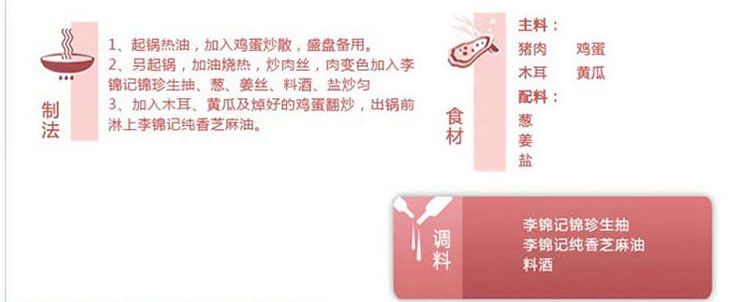 制法
1、起锅热油，加入鸡蛋炒散，盛盘备用。
2、另起锅，加油烧热，炒肉丝，肉变色加入李
锦记锦珍生抽、葱、姜丝、料酒、盐炒匀
3、加入木耳、黄瓜及焯好的鸡蛋翻炒，出锅前
淋上李锦记纯香芝麻油。
食材
主料：
猪肉 鸡蛋
木耳 黄瓜
配料：
葱
姜
盐
调料
李锦记锦珍生抽
李锦记纯香芝麻油
料酒